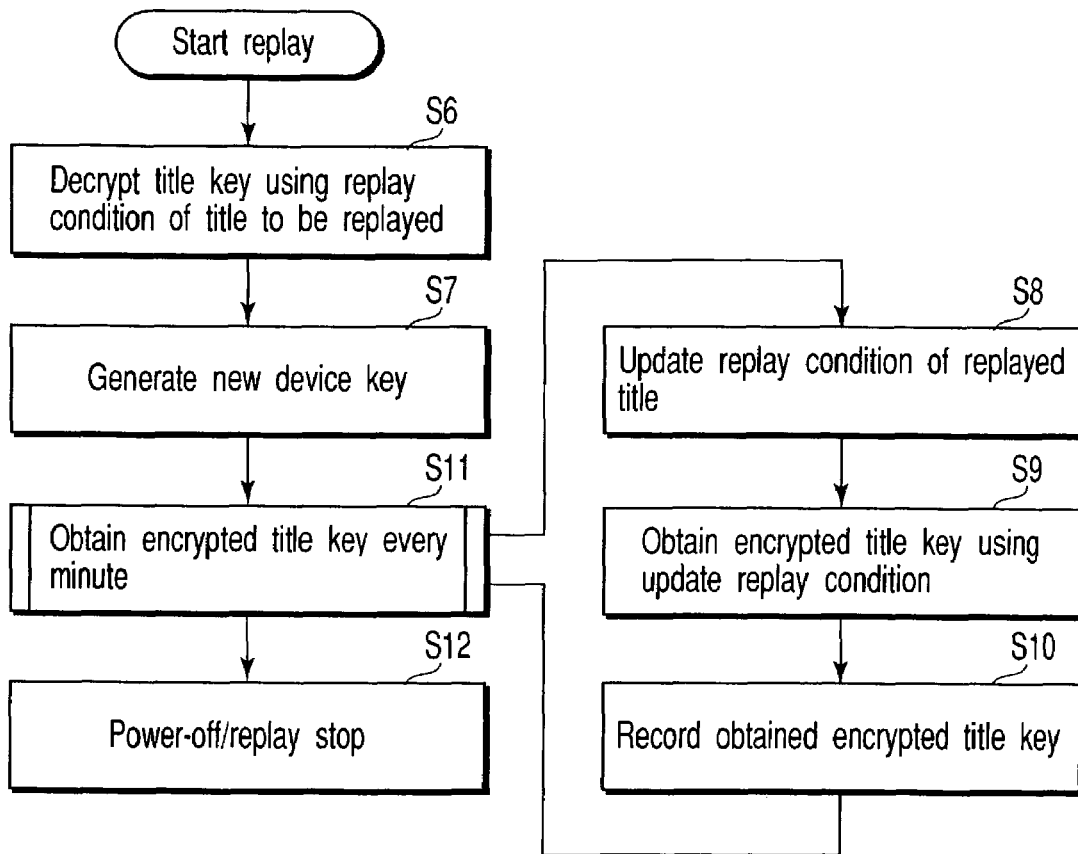 Start replay
S6
Decrypt title key using replay
condition of title to be replayed
S7
Generate new device key
S11
Obtain encrypted title key every
minute
S12
Power-off/replay stop
S8
Update replay condition of replayed
title
S9
Obtain encrypted title key using
update replay condition
S10
Record obtained encrypted title key